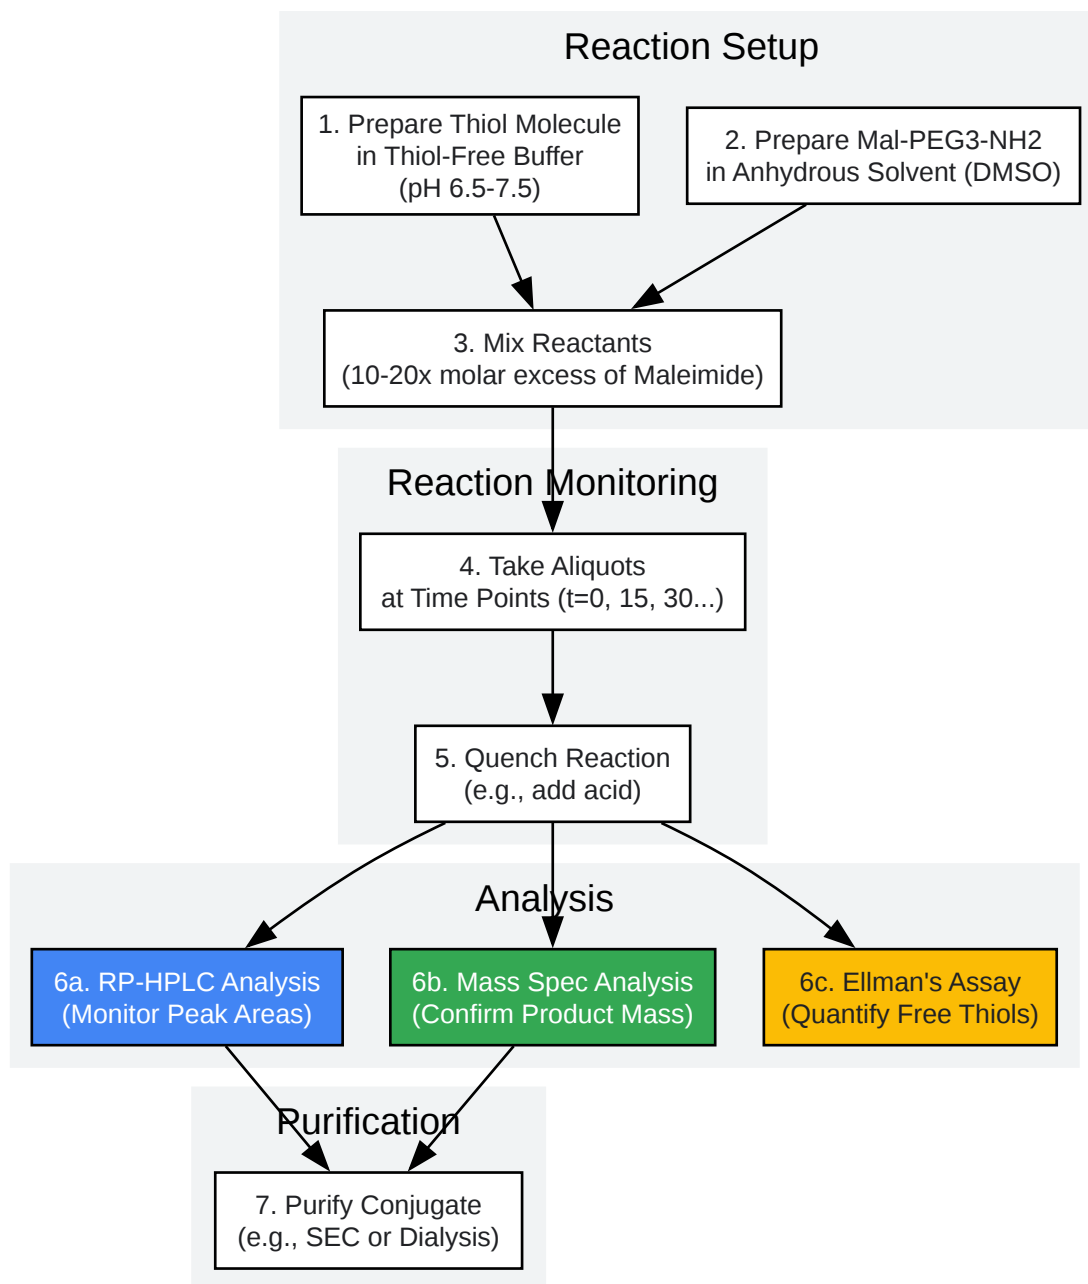 Reaction Setup
1. Prepare Thiol Molecule
in Thiol-Free Buffer
(pH 6.5-7.5)
2. Prepare Mal-PEG3-NH2
in Anhydrous Solvent (DMSO)
3. Mix Reactants
(10-20x molar excess of Maleimide)
Reaction Monitoring
4. Take Aliquots
at Time Points (t=0, 15, 30...)
5. Quench Reaction
(e.g., add acid)
Analysis
6a. RP-HPLC Analysis
(Monitor Peak Areas)
6b. Mass Spec Analysis
(Confirm Product Mass)
6c. Ellman's Assay
(Quantify Free Thiols)
Purification
7. Purify Conjugate
(e.g., SEC or Dialysis)